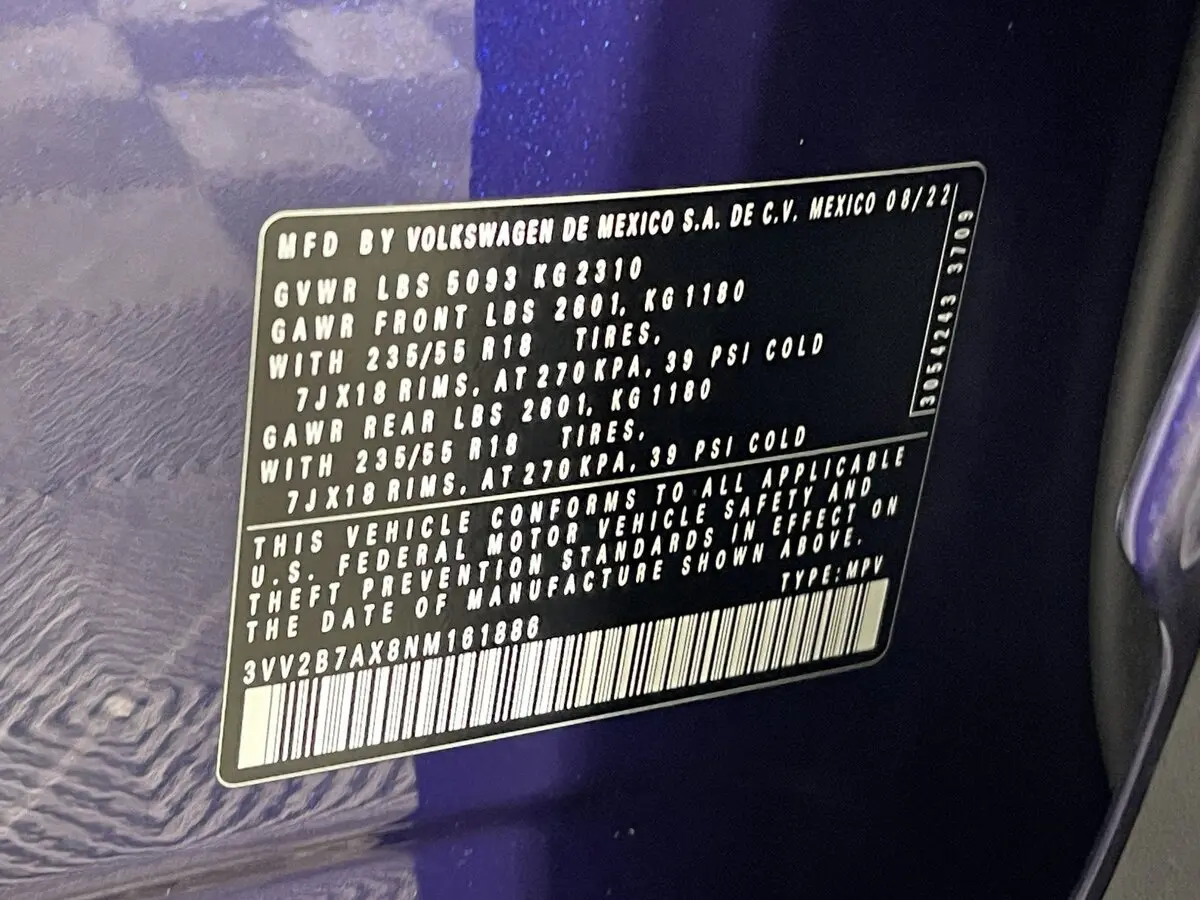 MFD BY VOLKSWAGEN DE MEXICO S.A. DE C.V. MEXICO 08/22
GVWR LBS 5093 KG 2310
GAWR FRONT LBS 2601, KG 1180
WITH 235/55 R18 TIRES,
7JX18 RIMS, AT 270 KPA, 39 PSI COLD
GAWR REAR LBS 2601, KG 1180
WITH 235/55 R18 TIRES,
7JX18 RIMS, AT 270 KPA, 39 PSI COLD
3054243 3709
THIS VEHICLE CONFORMS TO ALL APPLICABLE
U.S. FEDERAL MOTOR VEHICLE SAFETY AND
THEFT PREVENTION STANDARDS IN EFFECT ON
THE DATE OF MANUFACTURE SHOWN ABOVE.
TYPE: MPV
3VV2B7AX8NM161886